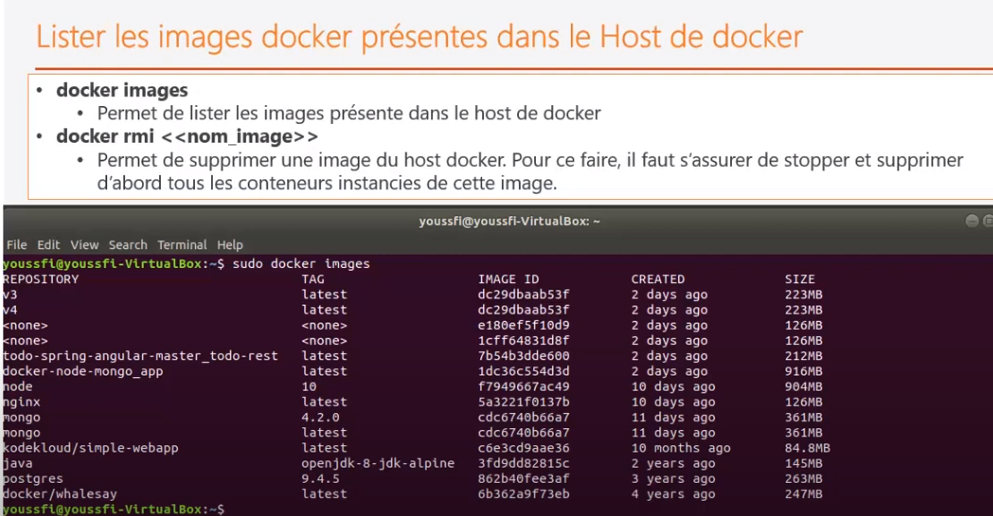 Lister les images docker présentes dans le Host de docker
• docker images
• Permet de lister les images présente dans le host de docker
• docker rmi <<nom_image>>
• Permet de supprimer une image du host docker. Pour ce faire, il faut s’assurer de stopper et supprimer
d’abord tous les conteneurs instancies de cette image.
youssfi@youssfi-VirtualBox: ~
File Edit View Search Terminal Help
youssfi@youssfi-VirtualBox:~$ sudo docker images
REPOSITORY TAG IMAGE ID CREATED SIZE
v3 latest dc29dbaab53f 2 days ago 223MB
v4 latest dc29dbaab53f 2 days ago 223MB
<none> <none> e180ef5f10d9 2 days ago 126MB
<none> <none> 1cff64831d8f 2 days ago 126MB
todo-spring-angular-master_todo-rest latest 7b54b3dde600 2 days ago 212MB
docker-node-mongo_app latest 1dc36c554d3d 2 days ago 916MB
node 10 f7949667ac49 10 days ago 904MB
nginx latest 5a3221f0137b 10 days ago 126MB
mongo 4.2.0 cdc6740b66a7 11 days ago 361MB
mongo latest cdc6740b66a7 11 days ago 361MB
kodekloud/simple-webapp latest c6e3cd9aae36 10 months ago 84.8MB
java openjdk-8-jdk-alpine 3fd9dd82815c 2 years ago 145MB
postgres 9.4.5 862b40fee3af 3 years ago 263MB
docker/whalesay latest 6b362a9f73eb 4 years ago 247MB
youssfi@youssfi-VirtualBox:~$